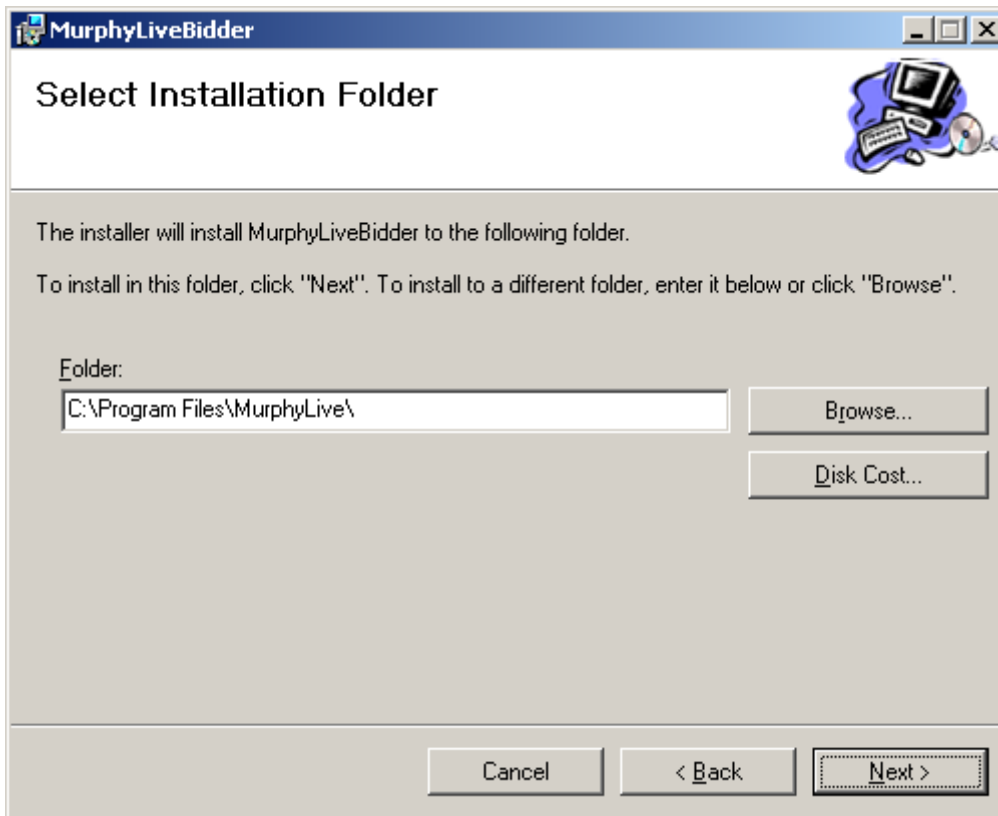 MurphyLiveBidder
Select Installation Folder
The installer will install MurphyLiveBidder to the following folder.
To install in this folder, click "Next". To install to a different folder, enter it below or click "Browse".
Folder:
C:\Program Files\MurphyLive\
Browse...
Disk Cost...
Cancel
< Back
Next >